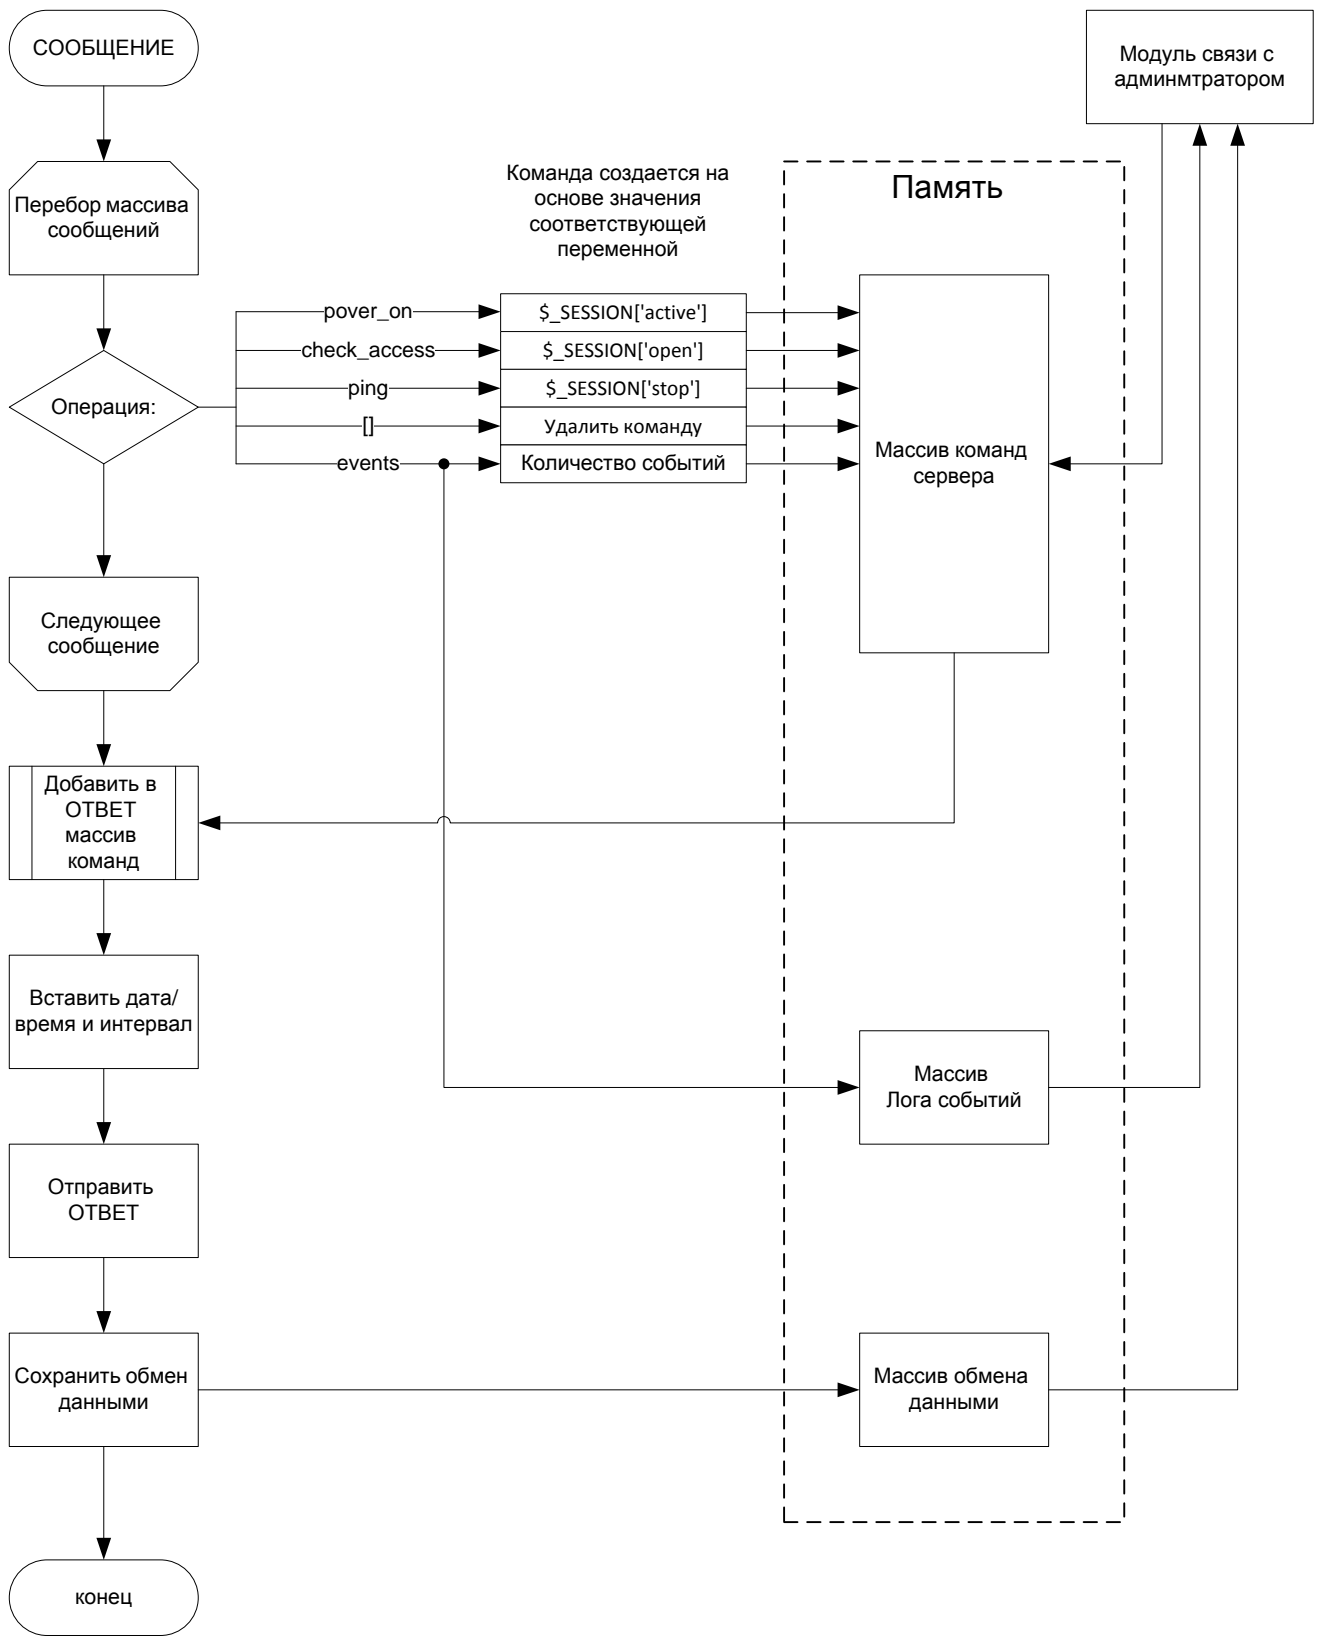 СООБЩЕНИЕ
Модуль связи с
админмтратором
Перебор массива
сообщений
Команда создается на
основе значения
соответствующей
переменной
Память
pover_on
$_SESSION['active']
check_access
$_SESSION['open']
ping
$_SESSION['stop']
Операция:
[]
Удалить команду
events
Количество событий
Массив команд
сервера
Следующее
сообщение
Добавить в
ОТВЕТ
массив
команд
Вставить дата/
время и интервал
Массив
Лога событий
Отправить
ОТВЕТ
Сохранить обмен
данными
Массив обмена
данными
конец